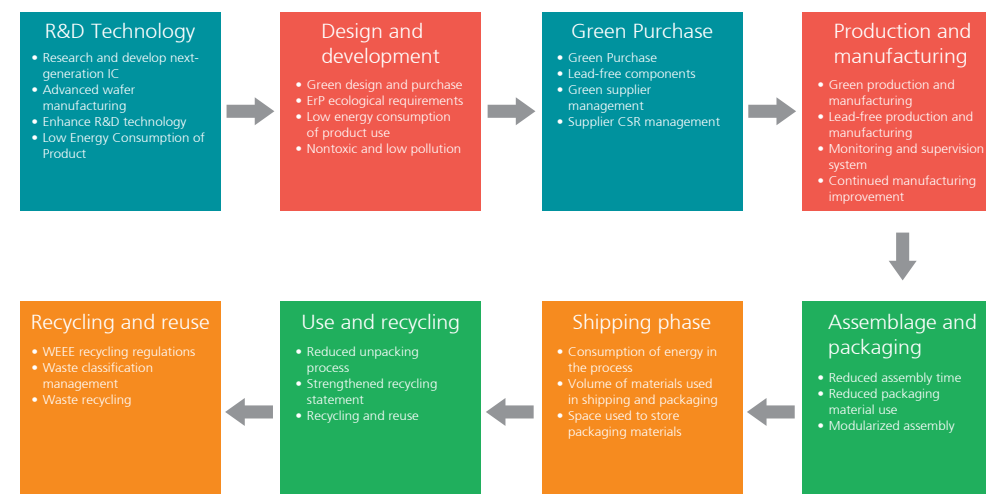 R&D Technology
• Research and develop next-
generation IC
• Advanced wafer
manufacturing
• Enhance R&D technology
• Low Energy Consumption of
Product
Design and
development
• Green design and purchase
• ErP ecological requirements
• Low energy consumption
of product use
• Nontoxic and low pollution
Green Purchase
• Green Purchase
• Lead-free components
• Green supplier
management
• Supplier CSR management
Production and
manufacturing
• Green production and
manufacturing
• Lead-free production and
manufacturing
• Monitoring and supervision
system
• Continued manufacturing
improvement
Assemblage and
packaging
• Reduced assembly time
• Reduced packaging
material use
• Modularized assembly
Shipping phase
• Consumption of energy in
the process
• Volume of materials used
in shipping and packaging
• Space used to store
packaging materials
Use and recycling
• Reduced unpacking
process
• Strengthened recycling
statement
• Recycling and reuse
Recycling and reuse
• WEEE recycling regulations
• Waste classification
management
• Waste recycling